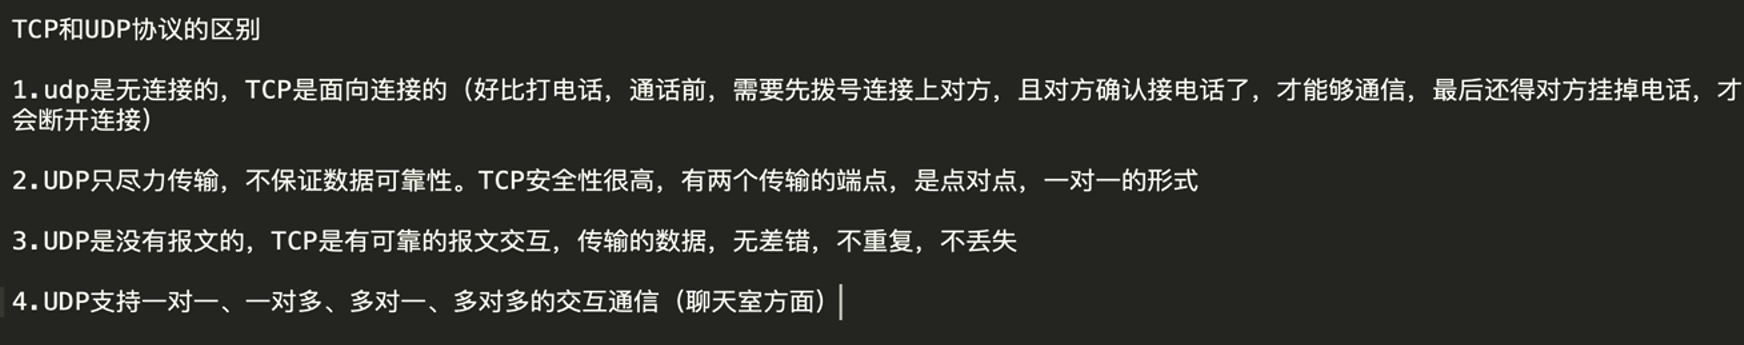 TCP和UDP协议的区别
1.udp是无连接的，TCP是面向连接的（好比打电话，通话前，需要先拨号连接上对方，且对方确认接电话了，才能够通信，最后还得对方挂掉电话，才
会断开连接）
2.UDP只尽力传输，不保证数据可靠性。TCP安全性很高，有两个传输的端点，是点对点，一对一的形式
3.UDP是没有报文的，TCP是有可靠的报文交互，传输的数据，无差错，不重复，不丢失
4.UDP支持一对一、一对多、多对一、多对多的交互通信（聊天室方面）